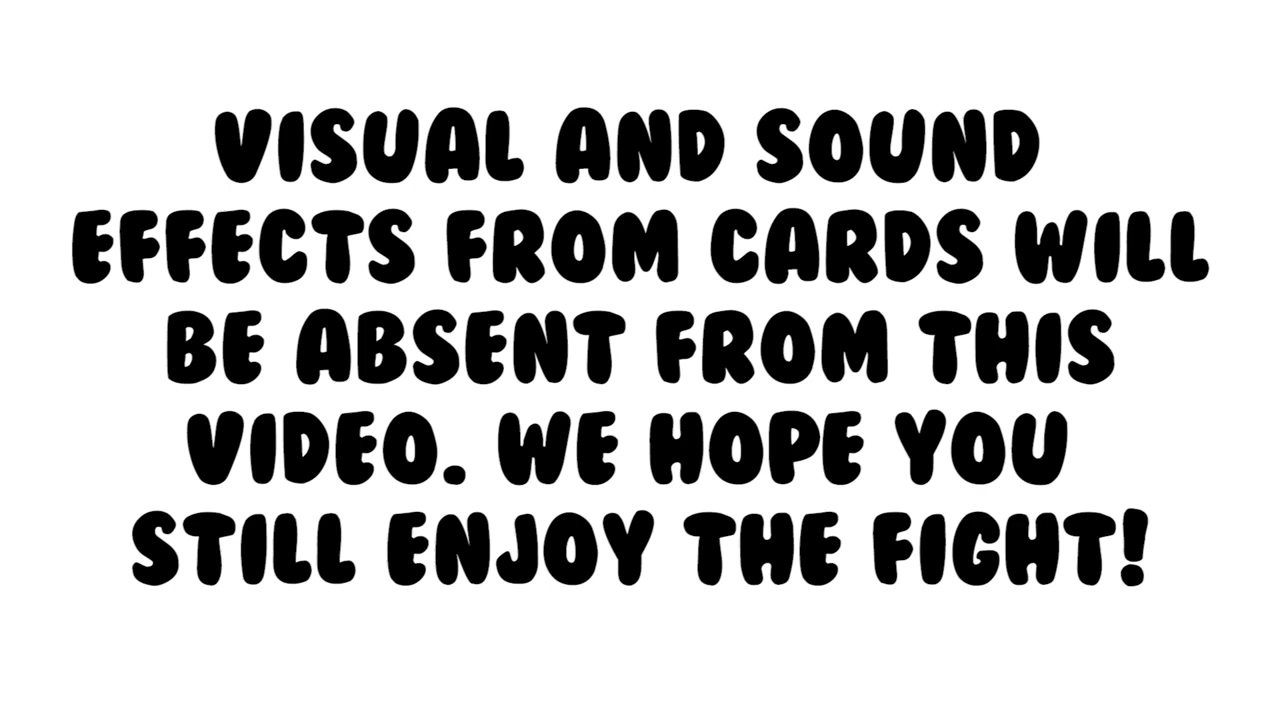 VISUAL AND SOUND
EFFECTS FROM CARDS WILL
BE ABSENT FROM THIS
VIDEO. WE HOPE YOU
STILL ENJOY THE FIGHT!